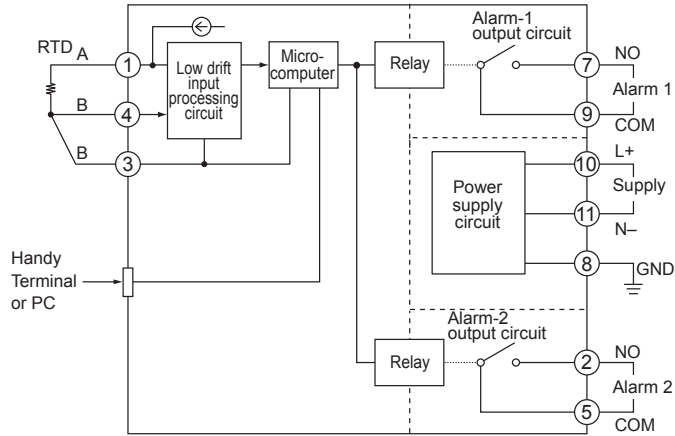 RTD
A
1
Low drift
input
processing
circuit
Micro-
computer
Relay
Alarm-1
output circuit
7
NO
Alarm 1
9
COM
B
4
B
3
10
L+
Supply
11
N–
Power
supply
circuit
8
GND
Handy
Terminal
or PC
Alarm-2
output circuit
Relay
2
NO
Alarm 2
5
COM